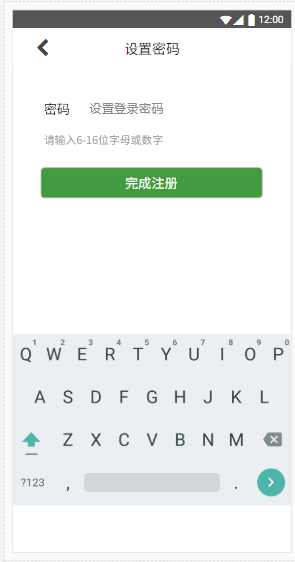 12:00
设置密码
密码 设置登录密码
请输入6-16位字母或数字
完成注册
1 2 3 4 5 6 7 8 9 0
Q W E R T Y U I O P
A S D F G H J K L
Z X C V B N M
?123 , .